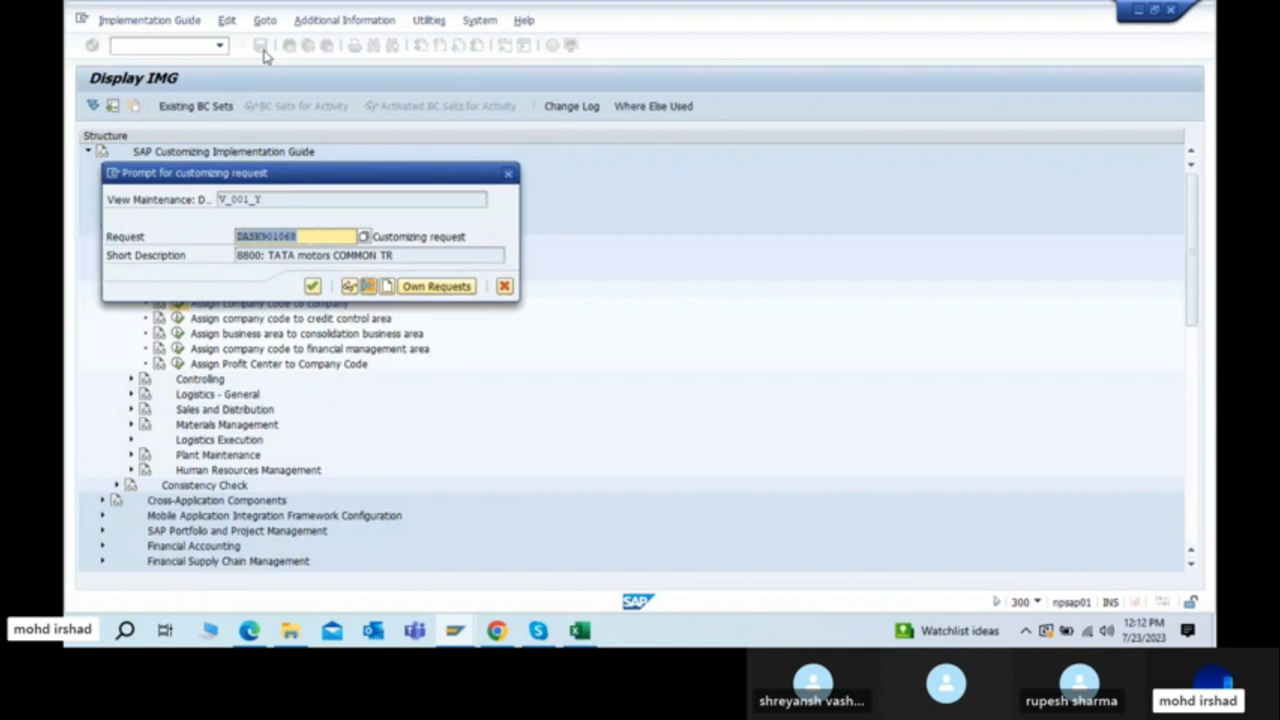 Implementation Guide Edit Goto Additional Information Utilities System Help
Display IMG
Existing BC Sets BC Sets for Activity Activated BC Sets for Activity Change Log Where Else Used
Structure
SAP Customizing Implementation Guide
Prompt for customizing request
View Maintenance: D.. V_001_Y
Request DASK901068 Customizing request
Short Description 8800: TATA motors COMMON TR
Own Requests
Assign company code to company
Assign company code to credit control area
Assign business area to consolidation business area
Assign company code to financial management area
Assign Profit Center to Company Code
Controlling
Logistics - General
Sales and Distribution
Materials Management
Logistics Execution
Plant Maintenance
Human Resources Management
Consistency Check
Cross-Application Components
Mobile Application Integration Framework Configuration
SAP Portfolio and Project Management
Financial Accounting
Financial Supply Chain Management
SAP
300 npsap01 INS
mohd irshad
Watchlist ideas
12:12 PM
7/23/2023
shreyansh vash...
rupesh sharma
mohd irshad